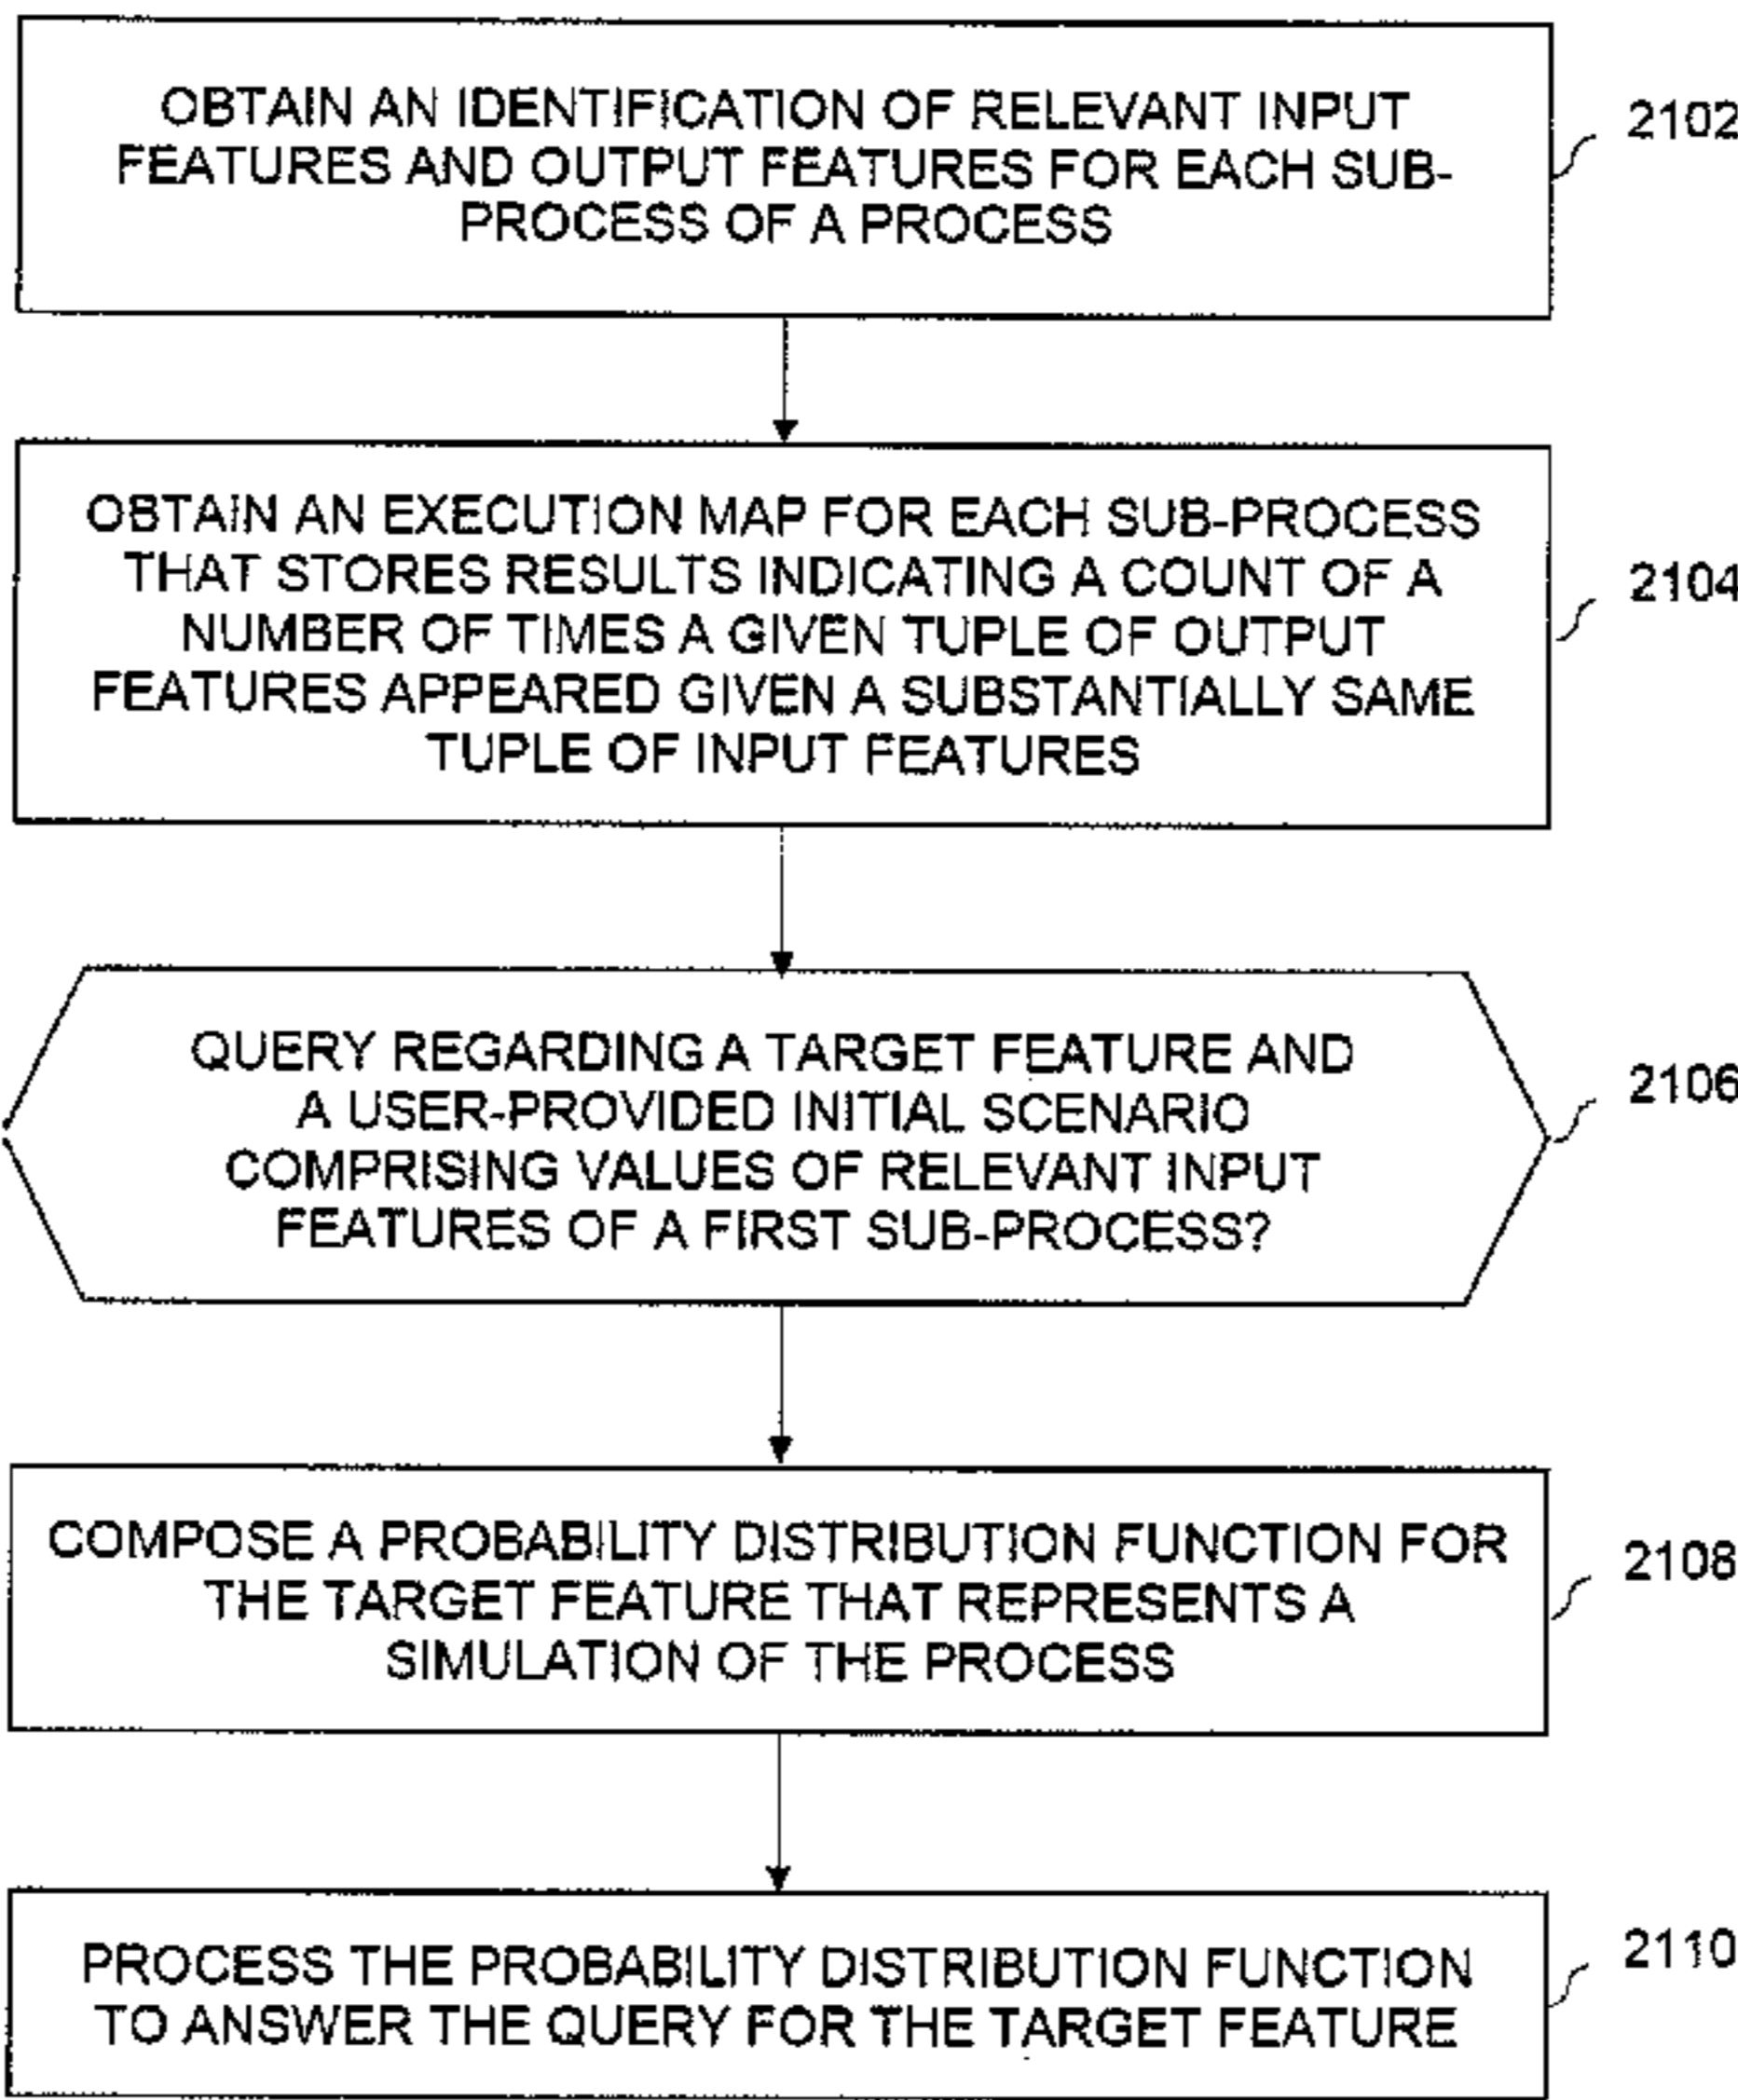 OBTAIN AN IDENTIFICATION OF RELEVANT INPUT
FEATURES AND OUTPUT FEATURES FOR EACH SUB-
PROCESS OF A PROCESS
2102
OBTAIN AN EXECUTION MAP FOR EACH SUB-PROCESS
THAT STORES RESULTS INDICATING A COUNT OF A
NUMBER OF TIMES A GIVEN TUPLE OF OUTPUT
FEATURES APPEARED GIVEN A SUBSTANTIALLY SAME
TUPLE OF INPUT FEATURES
2104
QUERY REGARDING A TARGET FEATURE AND
A USER-PROVIDED INITIAL SCENARIO
COMPRISING VALUES OF RELEVANT INPUT
FEATURES OF A FIRST SUB-PROCESS?
2106
COMPOSE A PROBABILITY DISTRIBUTION FUNCTION FOR
THE TARGET FEATURE THAT REPRESENTS A
SIMULATION OF THE PROCESS
2108
PROCESS THE PROBABILITY DISTRIBUTION FUNCTION
TO ANSWER THE QUERY FOR THE TARGET FEATURE
2110